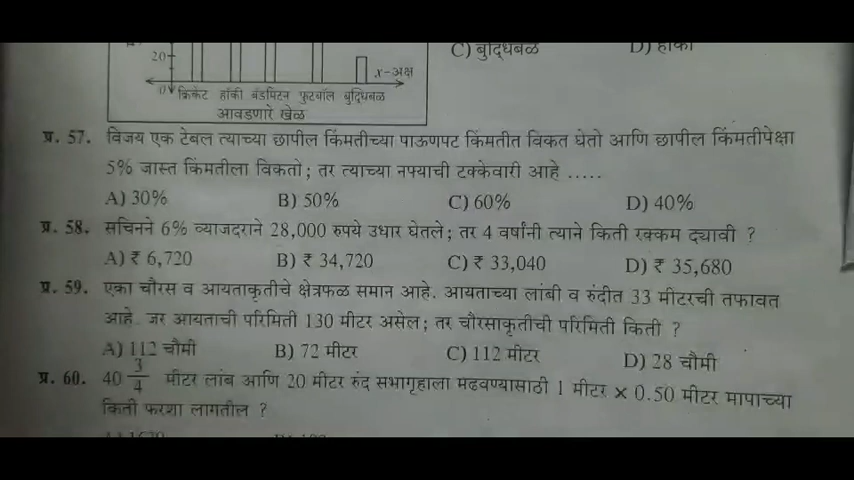 C) बुद्धिबळ D) हॉकी
20
x-अक्ष
0 क्रिकेट हॉकी बॅडमिंटन फुटबॉल बुद्धिबळ
आवडणारे खेळ
प्र. 57. विजय एक टेबल त्याच्या छापील किंमतीच्या पाऊणपट किंमतीत विकत घेतो आणि छापील किंमतीपेक्षा
5% जास्त किंमतीला विकतो ; तर त्याच्या नफ्याची टक्केवारी आहे .....
A) 30% B) 50% C) 60% D) 40%
प्र. 58. सचिनने 6% व्याजदराने 28,000 रुपये उधार घेतले ; तर 4 वर्षांनी त्याने किती रक्कम द्यावी ?
A) ₹ 6,720 B) ₹ 34,720 C) ₹ 33,040 D) ₹ 35,680
प्र. 59. एका चौरस व आयताकृतीचे क्षेत्रफळ समान आहे. आयताच्या लांबी व रुंदीत 33 मीटरची तफावत
आहे. जर आयताची परिमिती 130 मीटर असेल ; तर चौरसाकृतीची परिमिती किती ?
A) 112 चौमी B) 72 मीटर C) 112 मीटर D) 28 चौमी
प्र. 60. 40 3/4 मीटर लांब आणि 20 मीटर रुंद सभागृहाला मढवण्यासाठी 1 मीटर × 0.50 मीटर मापाच्या
किती फरशा लागतील ?